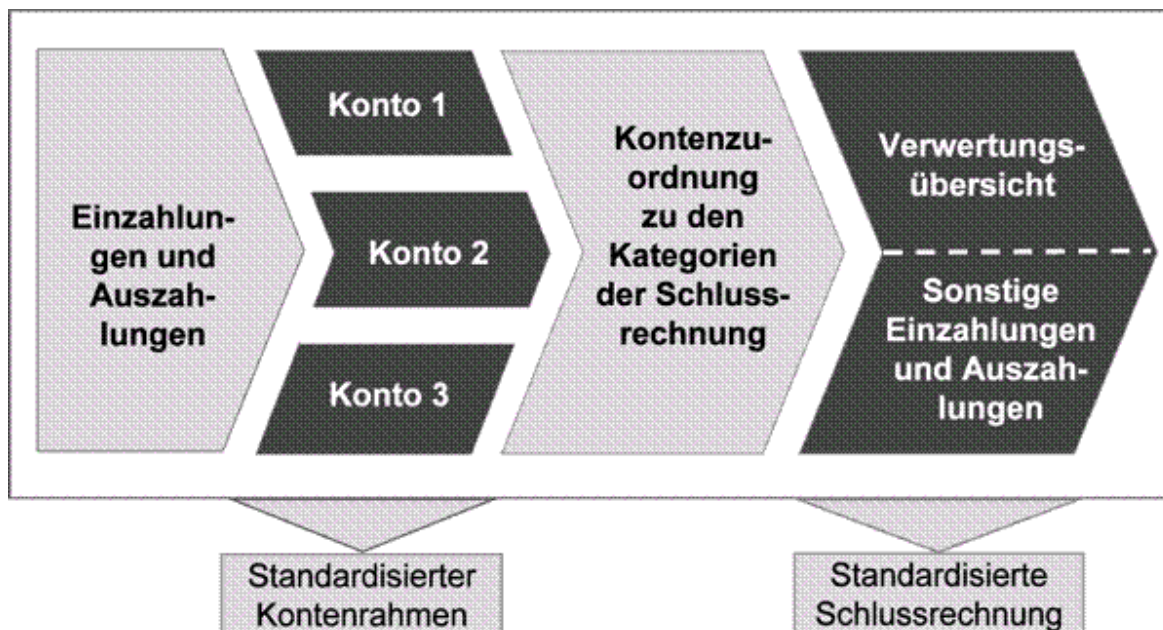 Einzahlun-
gen und
Auszah-
lungen
Konto 1
Konto 2
Konto 3
Kontenzu-
ordnung
zu den
Kategorien
der Schluss-
rechnung
Verwertungs-
übersicht
Sonstige
Einzahlungen
und Auszah-
lungen
Standardisierter
Kontenrahmen
Standardisierte
Schlussrechnung